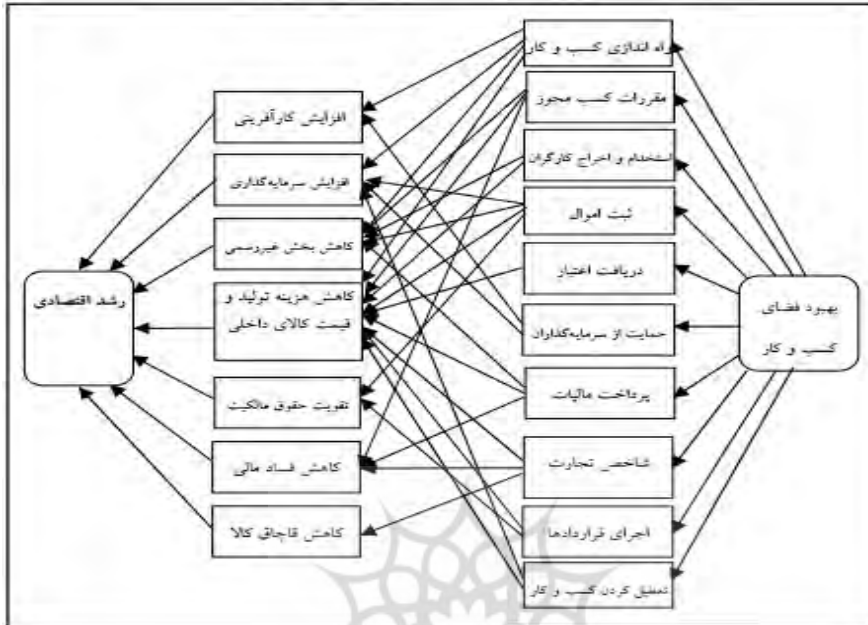 راه اندازی کسب و کار
مقررات کسب مجوز
استخدام و اخراج کارگران
ثبت اموال
دریافت اعتبار
حمایت از سرمایه‌گذاران
پرداخت مالیات
شاخص تجارت
اجرای قراردادها
تعطیل کردن کسب و کار
بهبود فضای
کسب و کار
افزایش کارآفرینی
افزایش سرمایه‌گذاری
کاهش بخش غیررسمی
کاهش هزینه تولید و
قیمت کالای داخلی
تقویت حقوق مالکیت
کاهش فساد مالی
کاهش قاچاق کالا
رشد اقتصادی